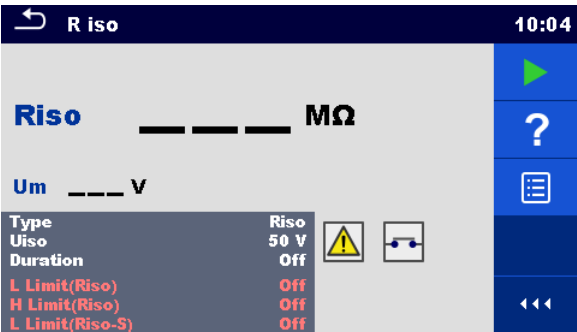 R iso 10:04
Riso _ _ _ MΩ
?
Um _ _ _ V
Type Riso
Uiso 50 V
Duration Off
L Limit(Riso) Off
H Limit(Riso) Off
L Limit(Riso-S) Off